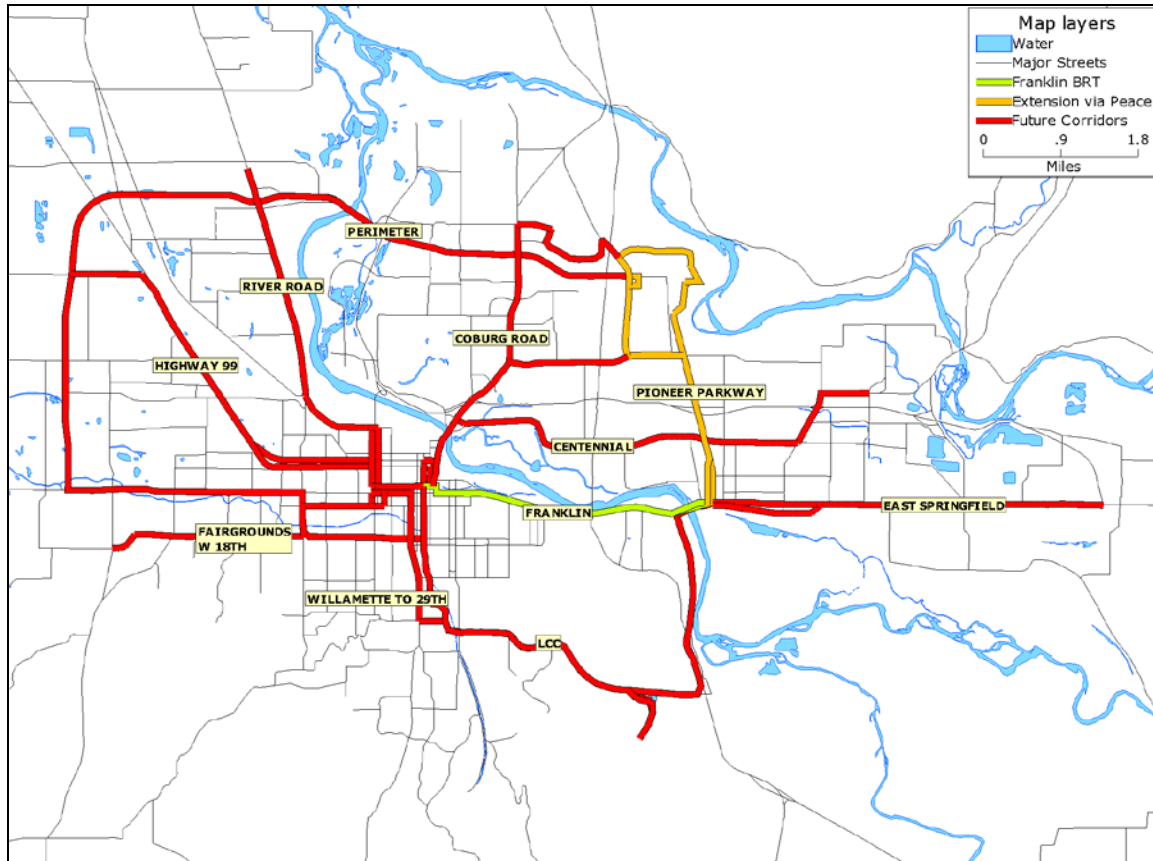 Map layers
Water
Major Streets
Franklin BRT
Extension via Peace
Future Corridors
0 .9 1.8
Miles
PERIMETER
RIVER ROAD
COBURG ROAD
HIGHWAY 99
PIONEER PARKWAY
CENTENNIAL
EAST SPRINGFIELD
FRANKLIN
FAIRGROUNDS
W 18TH
WILLAMETTE TO 29TH
LCC